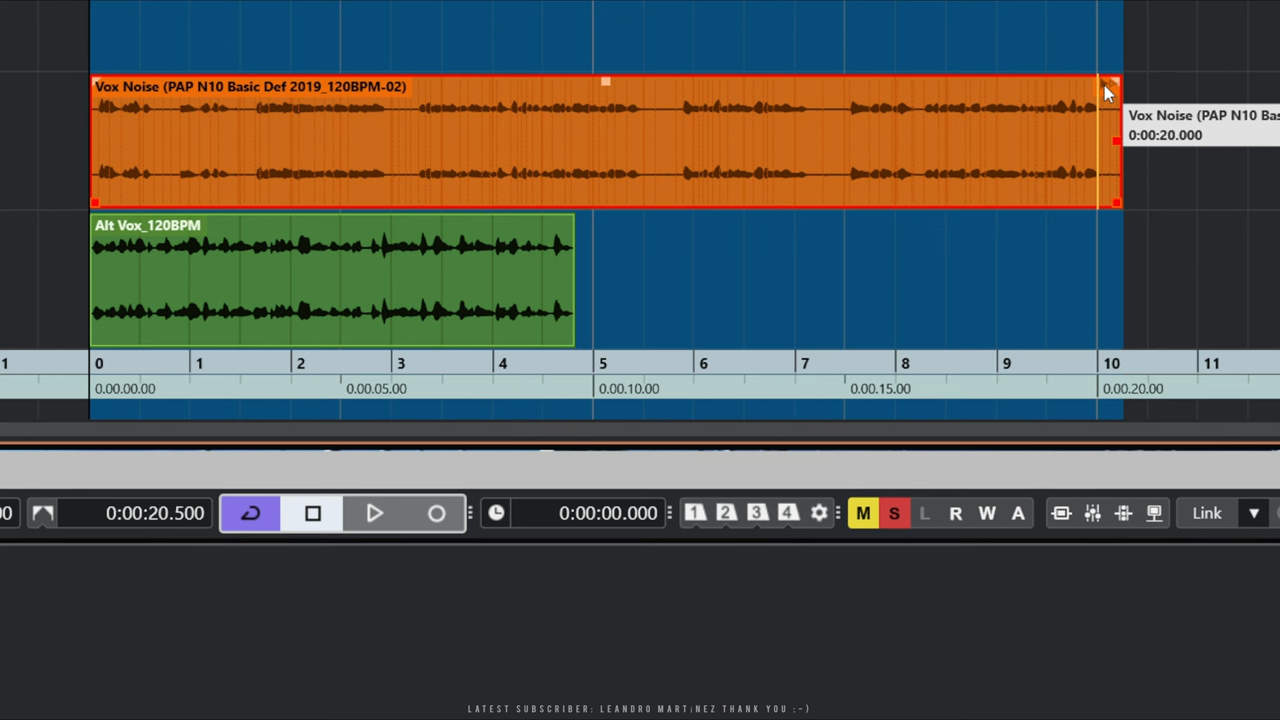 Vox Noise (PAP N10 Basic Def 2019_120BPM-02)
Vox Noise (PAP N10 Bas
0:00:20.000
Alt Vox_120BPM
1 0 1 2 3 4 5 6 7 8 9 10 11
0.00.00.00 0.00.05.00 0.00.10.00 0.00.15.00 0.00.20.00
00 0:00:20.500 0:00:00.000 1 2 3 4 M S L R W A Link
LATEST SUBSCRIBER: LEANDRO MARTiNEZ THANK YOU :-)